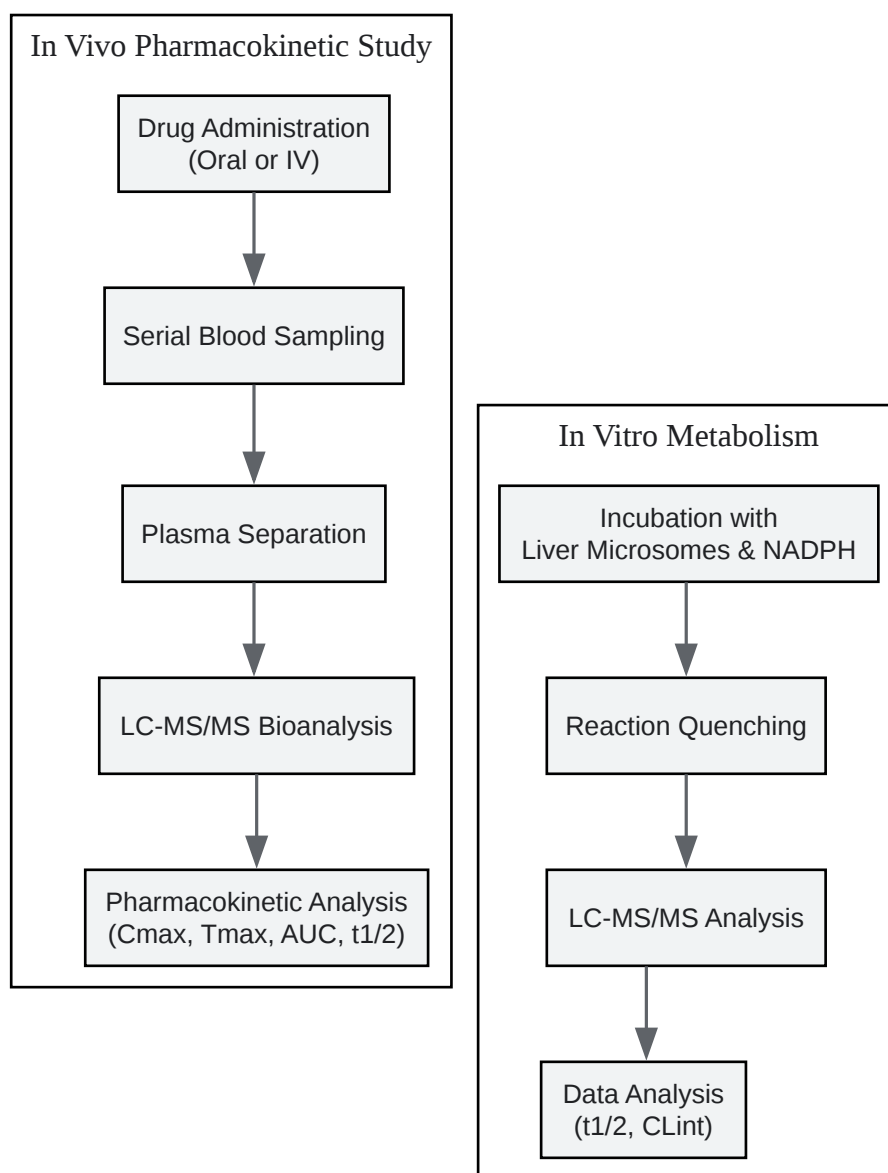 In Vivo Pharmacokinetic Study
Drug Administration
(Oral or IV)
Serial Blood Sampling
Plasma Separation
LC-MS/MS Bioanalysis
Pharmacokinetic Analysis
(Cmax, Tmax, AUC, t1/2)
In Vitro Metabolism
Incubation with
Liver Microsomes & NADPH
Reaction Quenching
LC-MS/MS Analysis
Data Analysis
(t1/2, CLint)